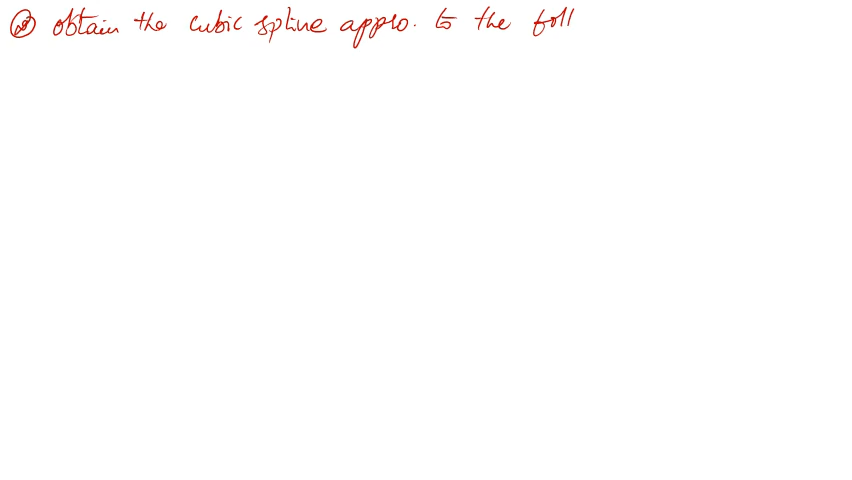 obtain the cubic spline appro. to the foll